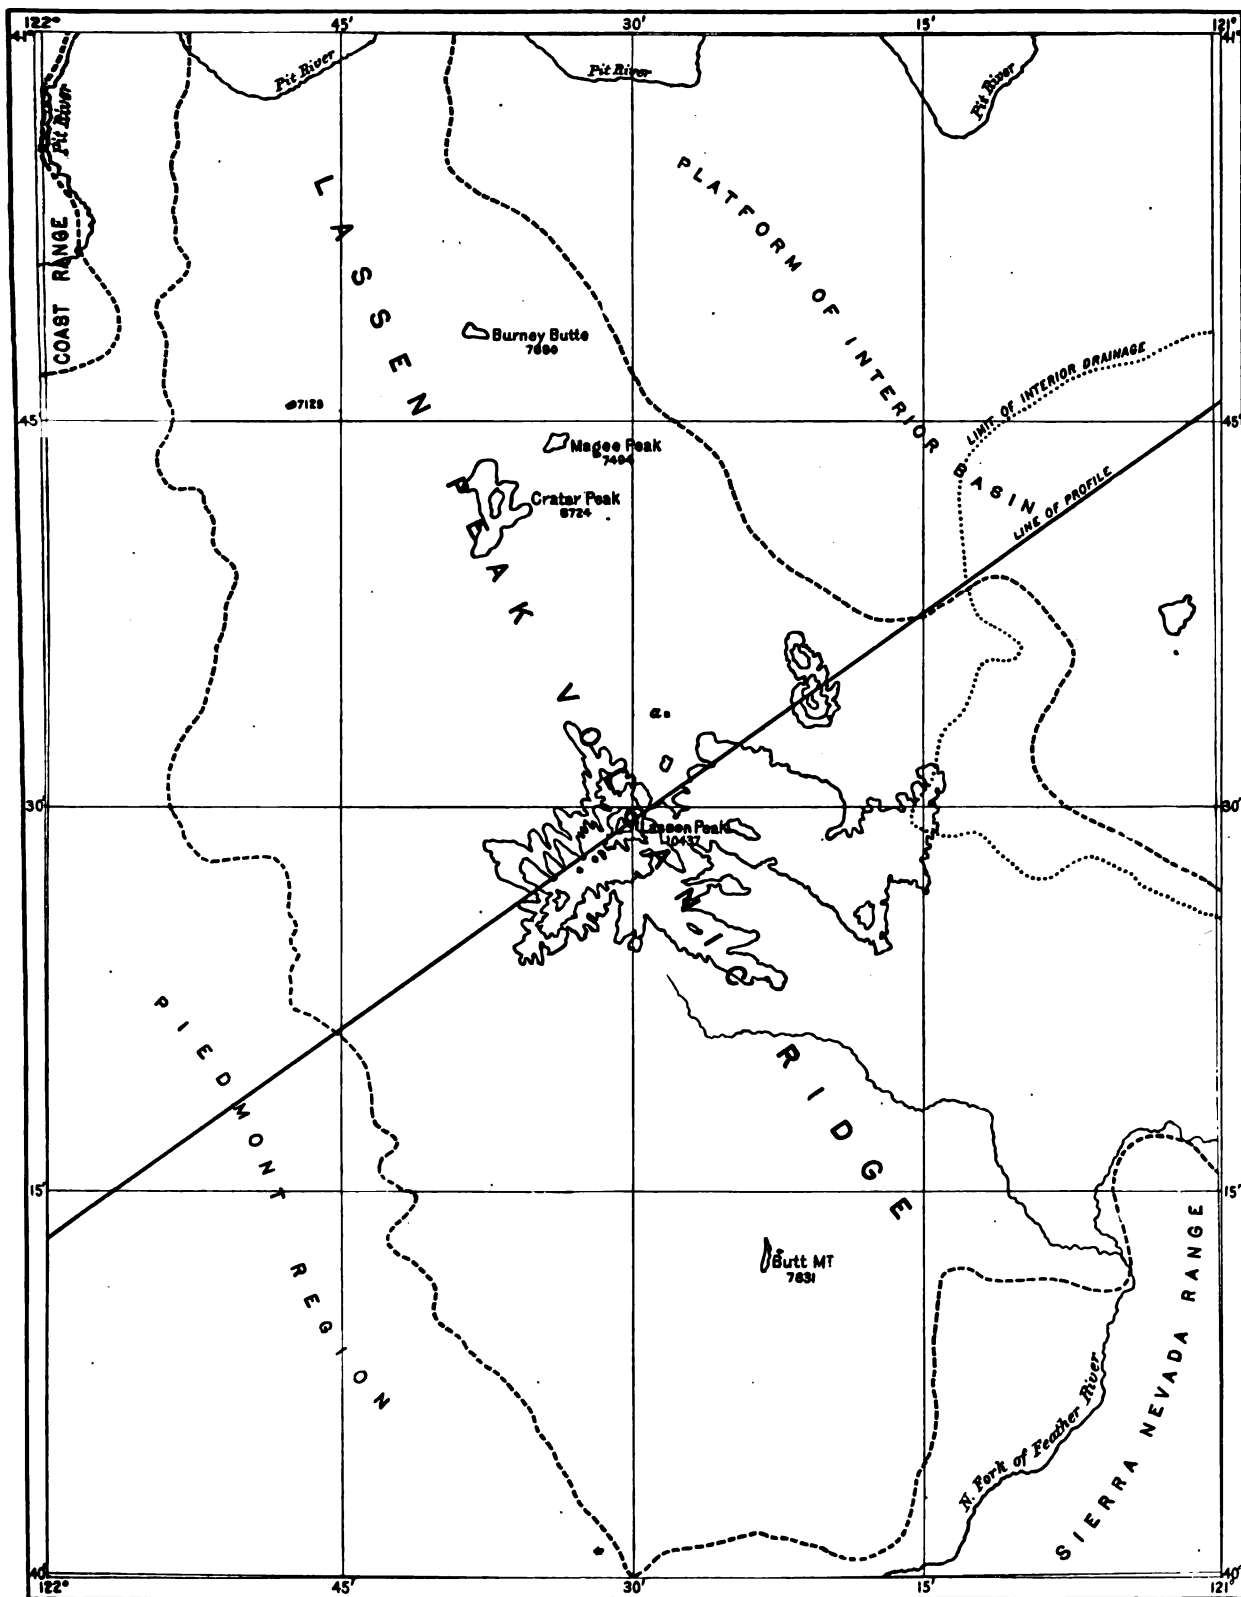 122° 45' 30' 15' 121°
41° 41°
Pit River
Pit River
Pit River
Pit River
COAST RANGE
LASSEN PEAK VOLCANIC RIDGE
PLATFORM OF INTERIOR BASIN
LIMIT OF INTERIOR DRAINAGE
LINE OF PROFILE
Burney Butte
7129
45' 45'
Magee Peak
Crater Peak
8724
a
30' 30'
Lassen Peak
10437
PIEDMONT REGION
15' 15'
Butt MT
7831
N. Fork of Feather River
SIERRA NEVADA RANGE
40° 40°
122° 45' 30' 15' 121°